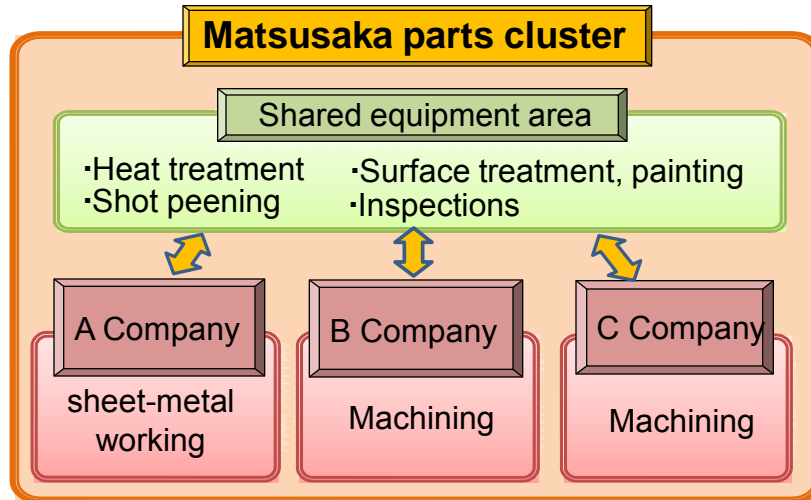 Matsusaka parts cluster
Shared equipment area
・Heat treatment
・Shot peening
・Surface treatment, painting
・Inspections
A Company
sheet-metal
working
B Company
Machining
C Company
Machining